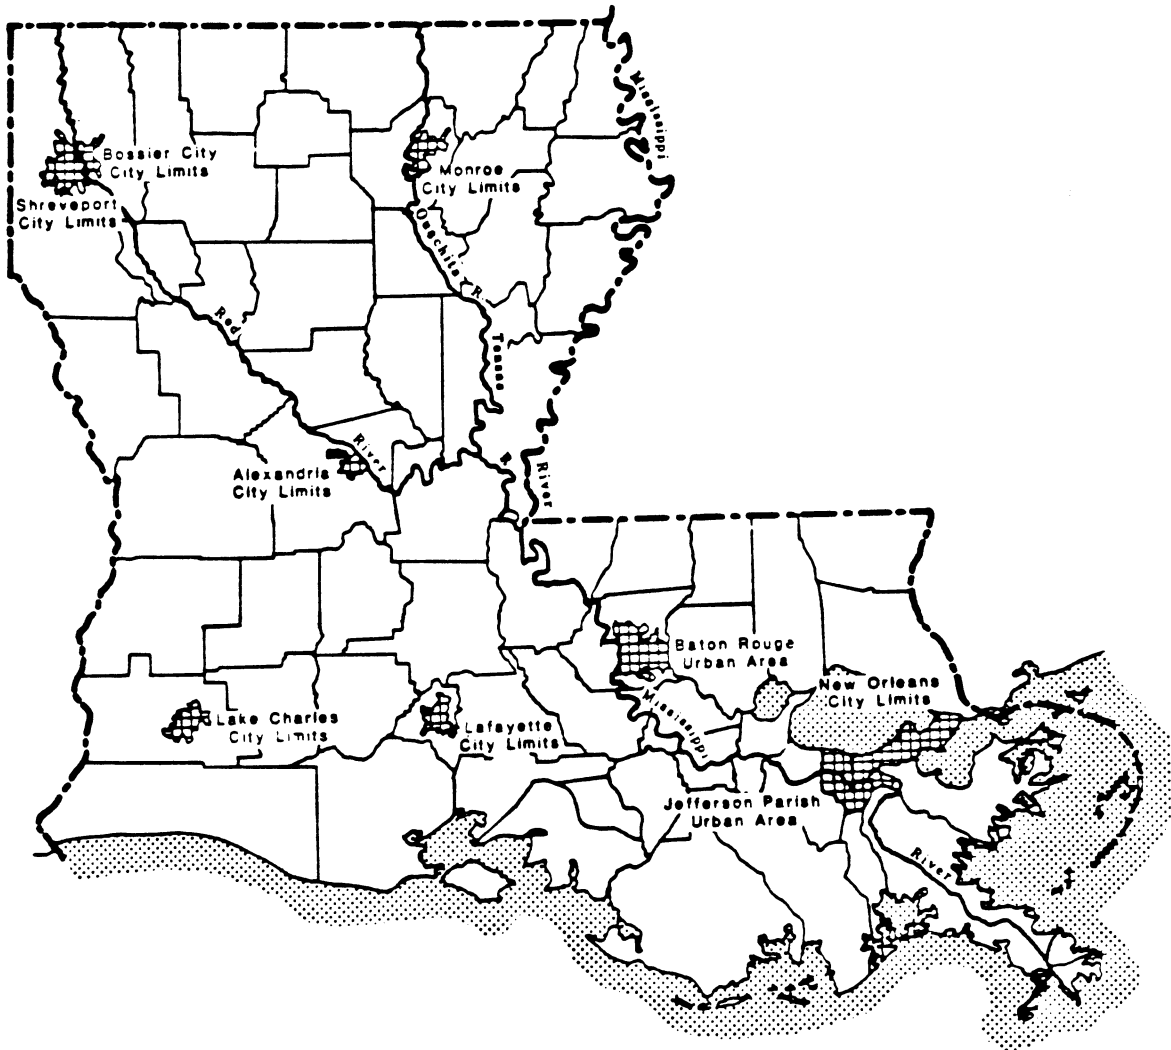 Mississippi
Bossier City
City Limits
Monroe
City Limits
Shreveport
City Limits
Ouachita R.
Red
Tensas
River
Alexandria
City Limits
River
Baton Rouge
Urban Area
New Orleans
City Limits
Mississippi
Lake Charles
City Limits
Lafayette
City Limits
Jefferson Parish
Urban Area
River